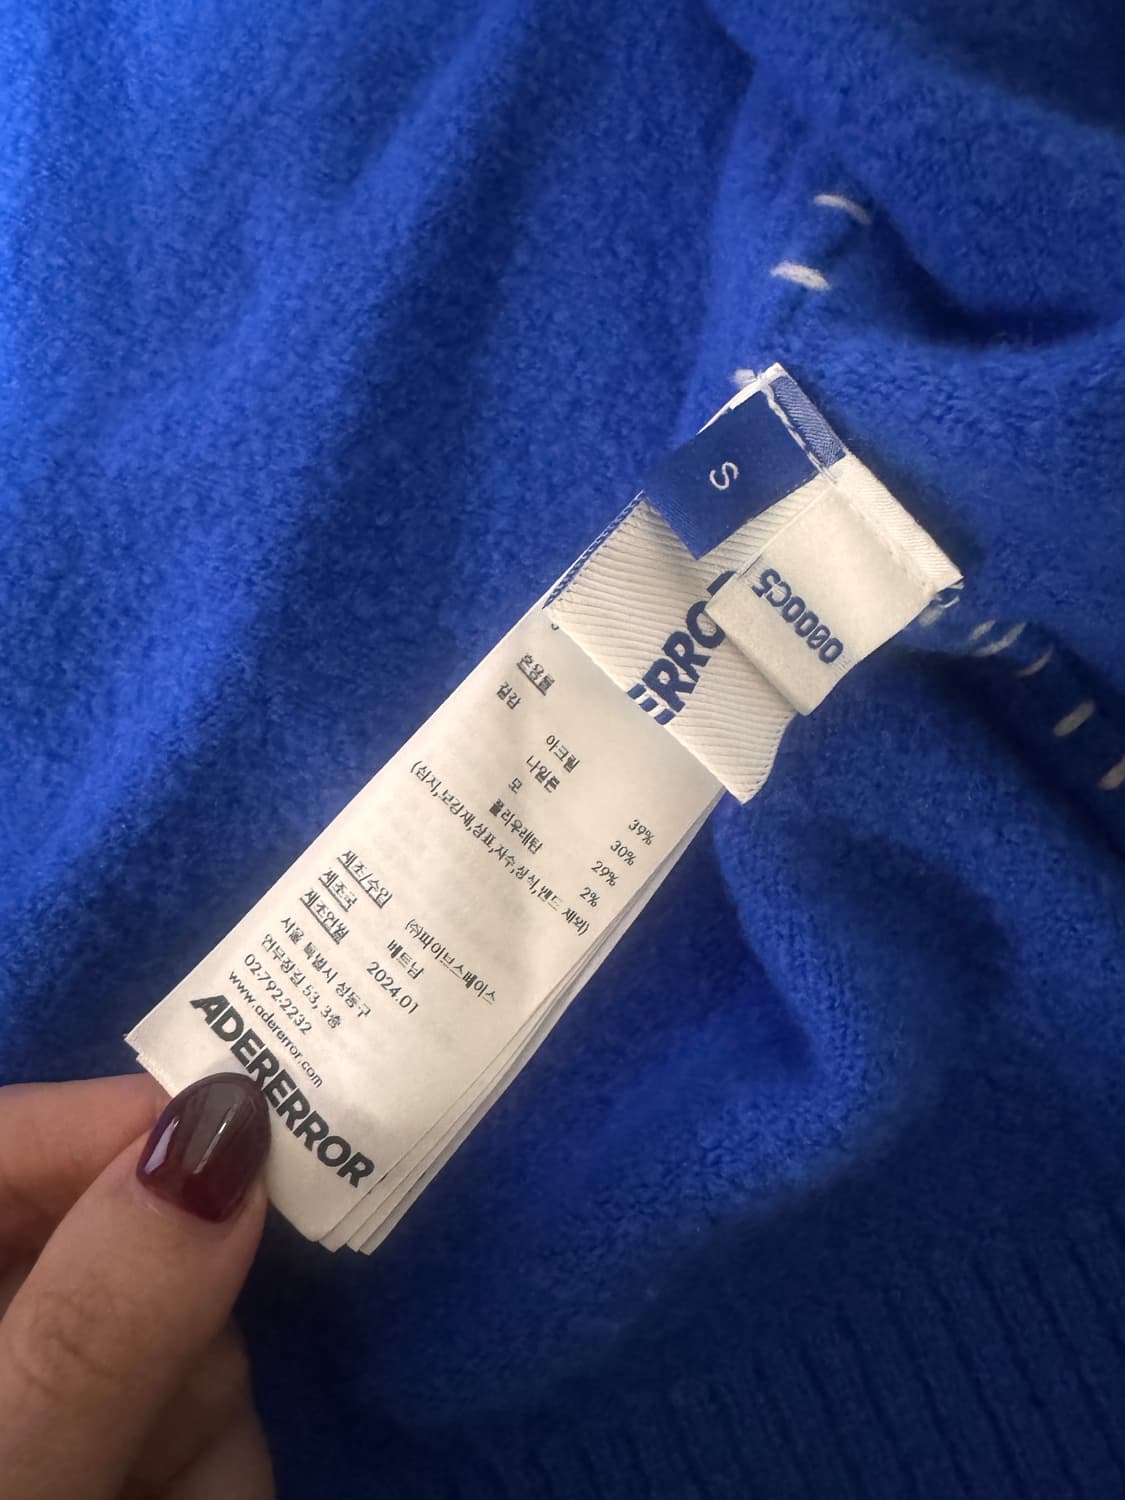 S
0000C5
ERRO
혼용률
겉감
아크릴 39%
나일론 30%
모 29%
폴리우레탄 2%
(심지,보강재,상표,자수,장식,밴드 제외)
제조/수입 (주)파이브스페이스
제조국 베트남
제조연월 2024.01
서울 특별시 성동구
연무장길 53, 3층
02-792-2232
www.adererror.com
ADERERROR